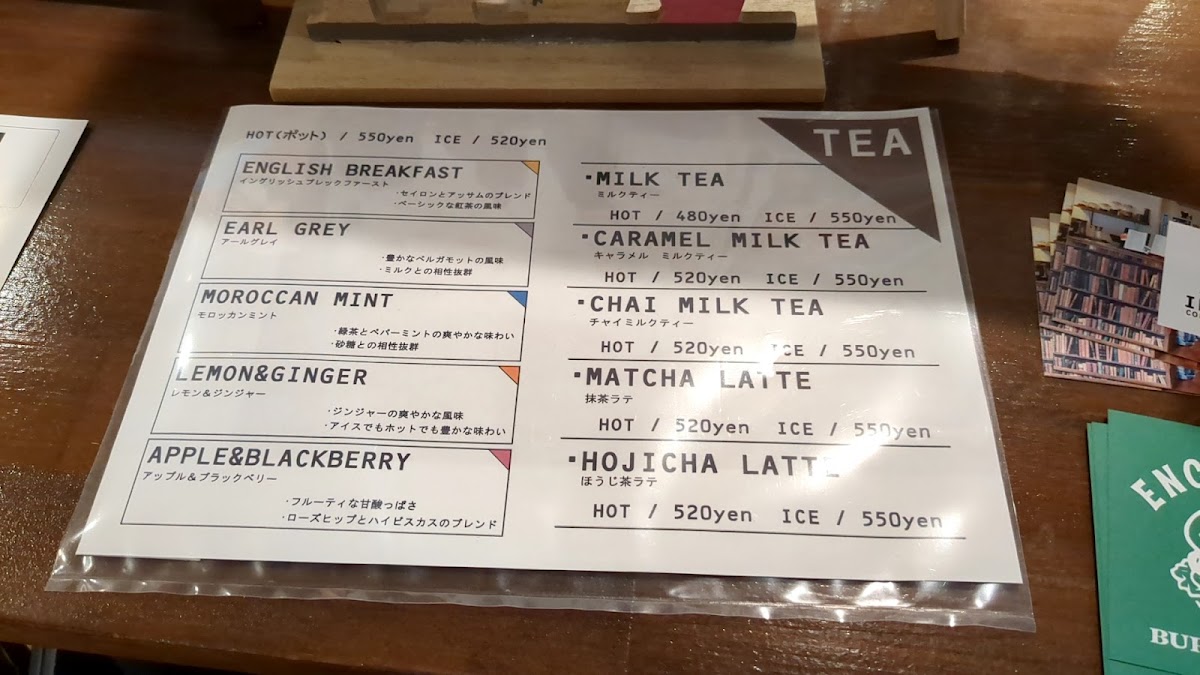 HOT(ポット) / 550yen ICE / 520yen
ENGLISH BREAKFAST
イングリッシュブレックファースト
・セイロンとアッサムのブレンド
・ベーシックな紅茶の風味
EARL GREY
アールグレイ
・豊かなベルガモットの風味
・ミルクとの相性抜群
MOROCCAN MINT
モロッカンミント
・緑茶とペパーミントの爽やかな味わい
・砂糖との相性抜群
LEMON&GINGER
レモン&ジンジャー
・ジンジャーの爽やかな風味
・アイスでもホットでも豊かな味わい
APPLE&BLACKBERRY
アップル&ブラックベリー
・フルーティな甘酸っぱさ
・ローズヒップとハイビスカスのブレンド
TEA
・MILK TEA
ミルクティー
HOT / 480yen ICE / 550yen
・CARAMEL MILK TEA
キャラメル ミルクティー
HOT / 520yen ICE / 550yen
・CHAI MILK TEA
チャイミルクティー
HOT / 520yen ICE / 550yen
・MATCHA LATTE
抹茶ラテ
HOT / 520yen ICE / 550yen
・HOJICHA LATTE
ほうじ茶ラテ
HOT / 520yen ICE / 550yen
ENO
BUR